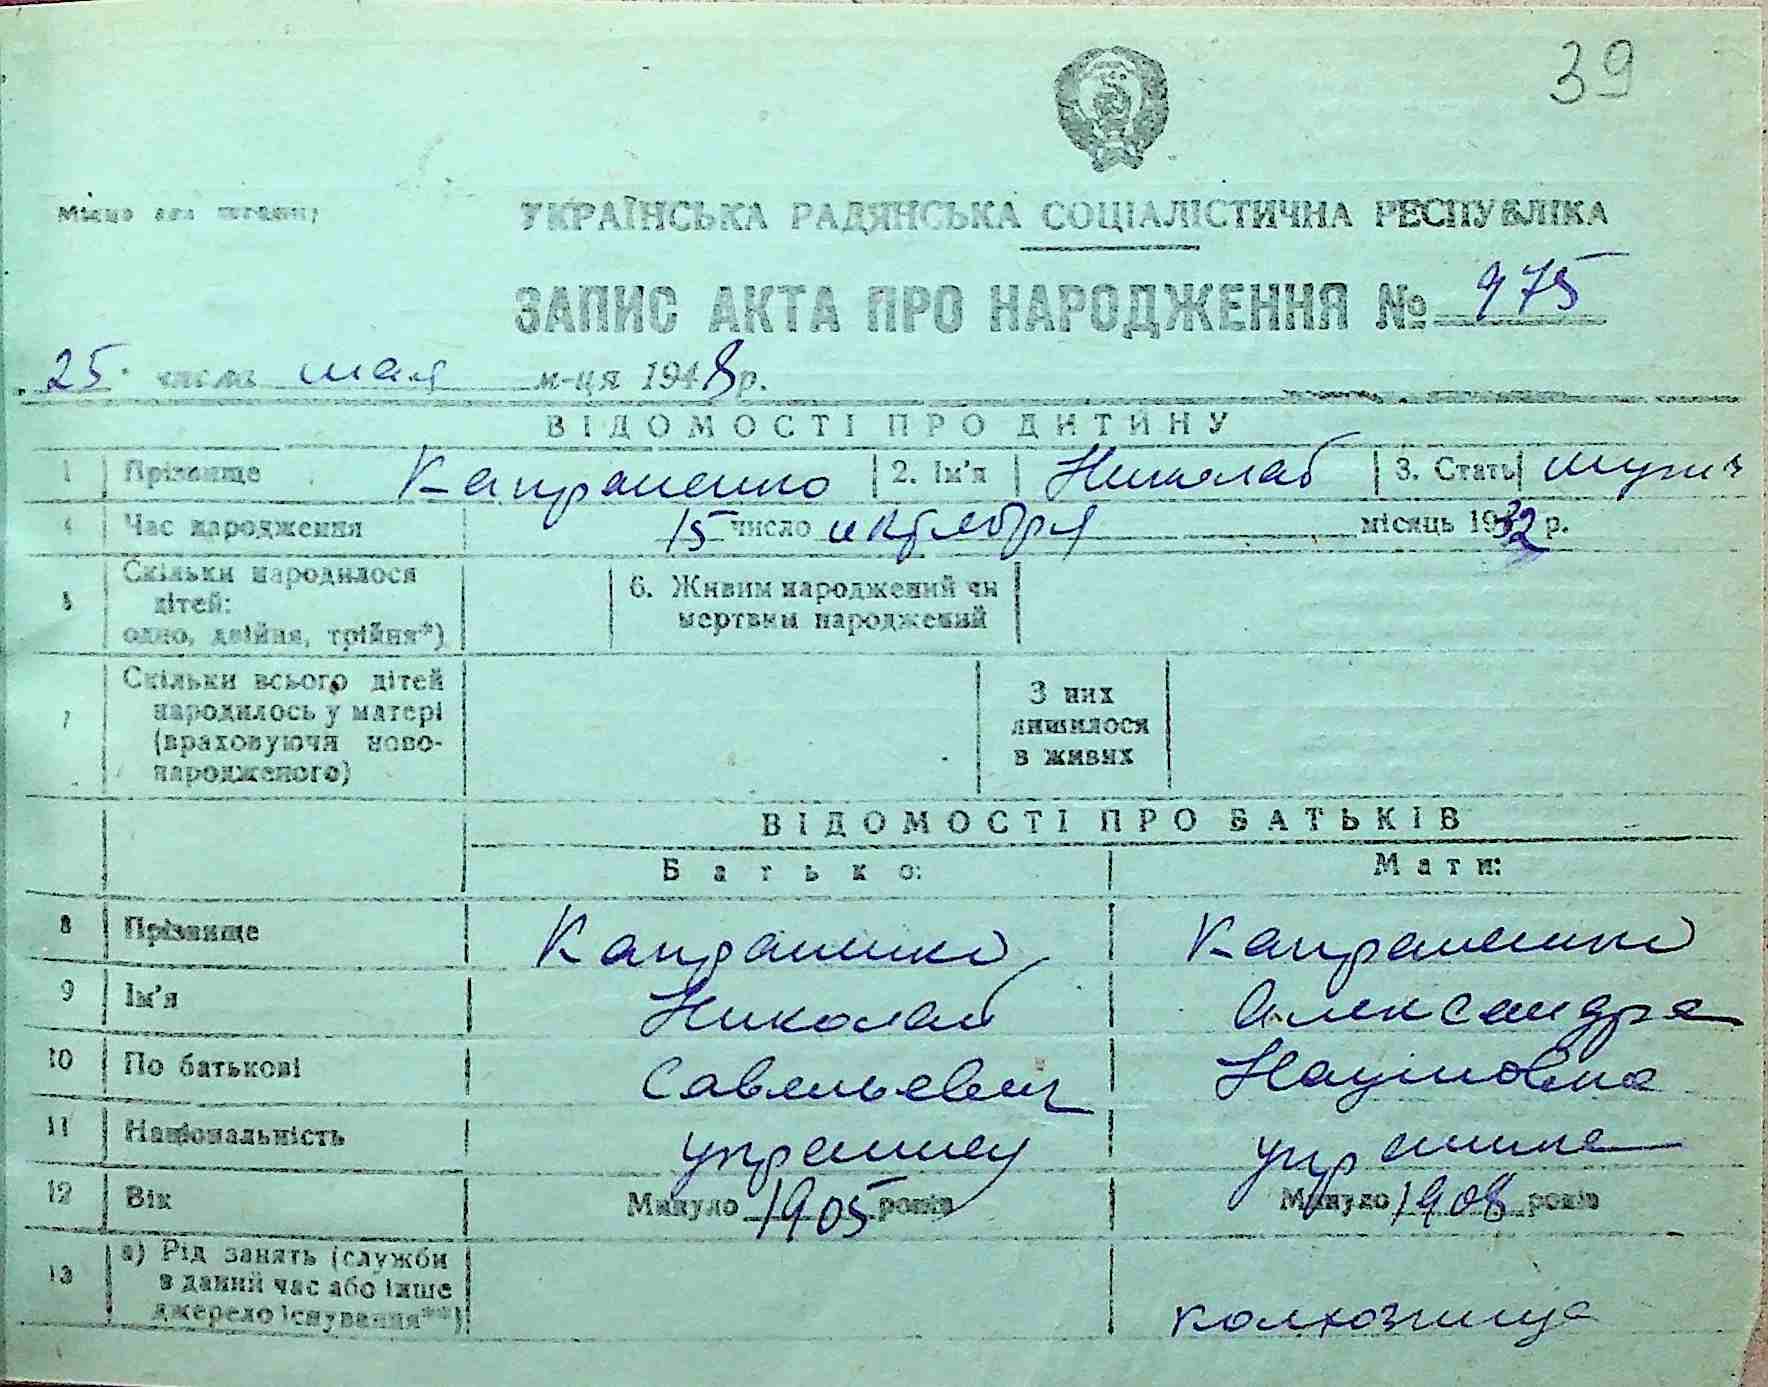 39
УКРАЇНСЬКА РАДЯНСЬКА СОЦІАЛІСТИЧНА РЕСПУБЛІКА
ЗАПИС АКТА ПРО НАРОДЖЕННЯ № 975
25 числа мая м-ця 1948 р.
ВІДОМОСТІ ПРО ДИТИНУ
1 Прізвище Капраненко 2. Ім'я Николай 3. Стать
4 Час народження 15 число октября місяць 1932 р.
5 Скільки народилося дітей: одно, двійня, трійня*)
6. Живим народжений чи мертвим народжений
7 Скільки всього дітей народилось у матері (враховуючи новонародженого)
З них лишилося в живих
ВІДОМОСТІ ПРО БАТЬКІВ
Батько: Мати:
8 Прізвище Капраненко Капраненко
9 Ім'я Николай Александра
10 По батькові Савельевич Наумовна
11 Національність украинец украинка
12 Вік Минуло 1905 років Минуло 1908 років
13 а) Рід занять (служби в даний час або інше джерело існування**)
колхозница